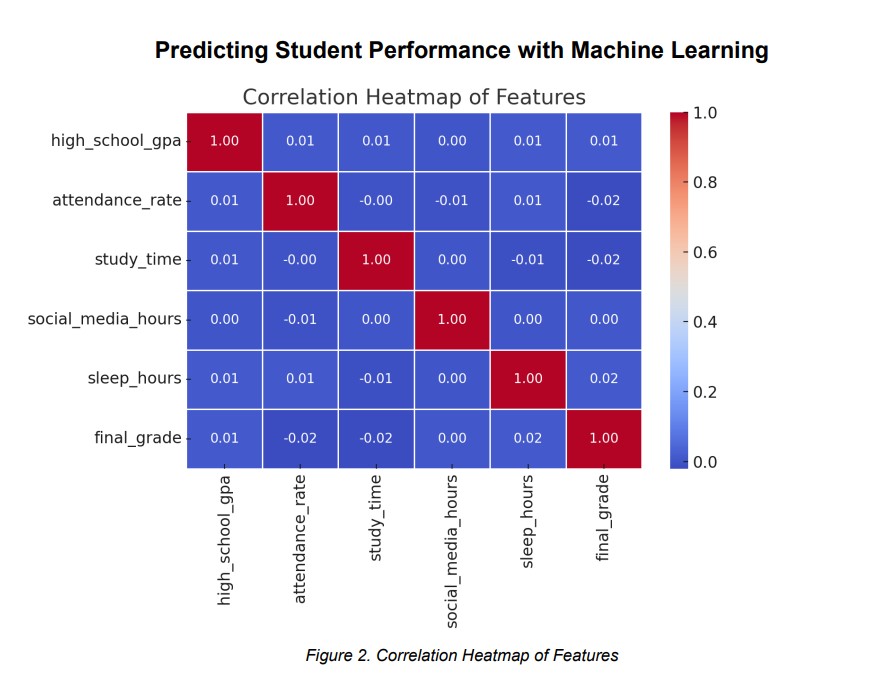 Predicting Student Performance with Machine Learning
Correlation Heatmap of Features
high_school_gpa 1.00 0.01 0.01 0.00 0.01 0.01
attendance_rate 0.01 1.00 -0.00 -0.01 0.01 -0.02
study_time 0.01 -0.00 1.00 0.00 -0.01 -0.02
social_media_hours 0.00 -0.01 0.00 1.00 0.00 0.00
sleep_hours 0.01 0.01 -0.01 0.00 1.00 0.02
final_grade 0.01 -0.02 -0.02 0.00 0.02 1.00
high_school_gpa
attendance_rate
study_time
social_media_hours
sleep_hours
final_grade
1.0
0.8
0.6
0.4
0.2
0.0
Figure 2. Correlation Heatmap of Features